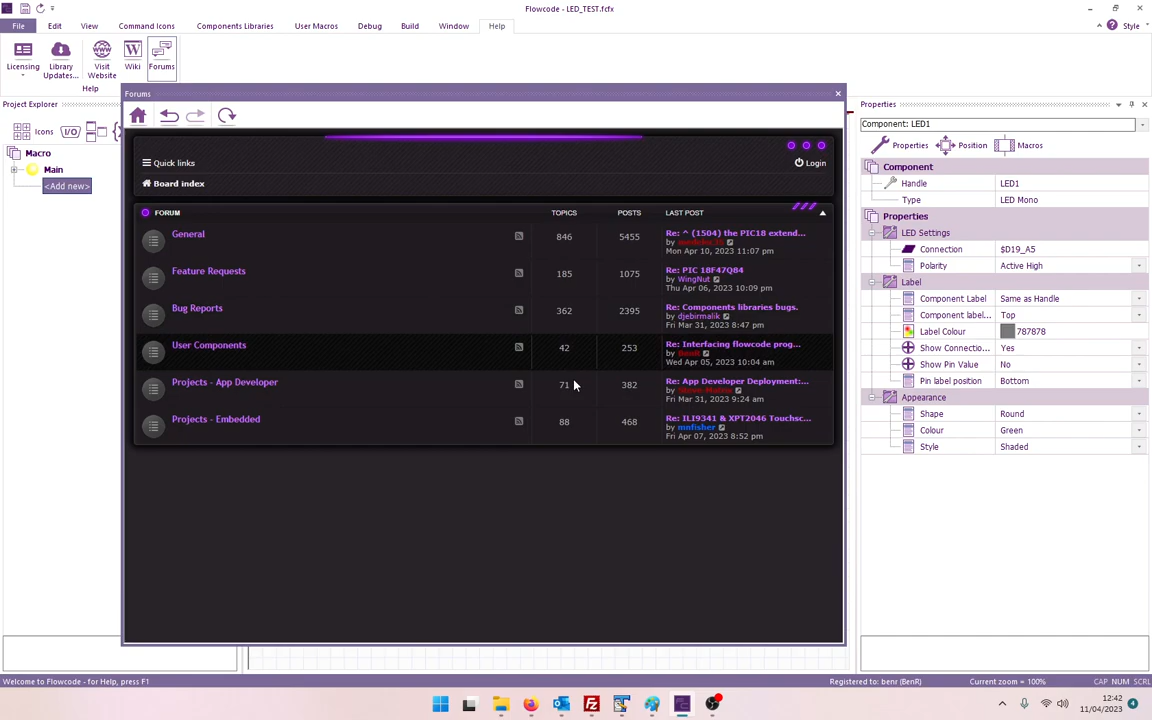 Flowcode - LED_TEST.fcfx
Style
File Edit View Command Icons Components Libraries User Macros Debug Build Window Help
Licensing
Library Updates...
Visit Website
Wiki
Forums
Help
Project Explorer
Icons
Macro
Main
<Add new>
Forums
Quick links
Login
Board index
FORUM TOPICS POSTS LAST POST
General 846 5455 Re: ^ (1504) the PIC18 extend...
by
Mon Apr 10, 2023 11:07 pm
Feature Requests 185 1075 Re: PIC 18F47Q84
by WingNut
Thu Apr 06, 2023 10:09 pm
Bug Reports 362 2395 Re: Components libraries bugs.
by djebirmalik
Fri Mar 31, 2023 8:47 pm
User Components 42 253 Re: Interfacing flowcode prog...
by BenR
Wed Apr 05, 2023 10:04 am
Projects - App Developer 71 382 Re: App Developer Deployment:...
by
Fri Mar 31, 2023 9:24 am
Projects - Embedded 88 468 Re: ILI9341 & XPT2046 Touchsc...
by mnfisher
Fri Apr 07, 2023 8:52 pm
Properties
Component: LED1
Properties Position Macros
Component
Handle LED1
Type LED Mono
Properties
LED Settings
Connection $D19_A5
Polarity Active High
Label
Component Label Same as Handle
Component label... Top
Label Colour 787878
Show Connectio... Yes
Show Pin Value No
Pin label position Bottom
Appearance
Shape Round
Colour Green
Style Shaded
Welcome to Flowcode - for Help, press F1
Registered to: benr (BenR)
Current zoom = 100%
CAP NUM SCRL
12:42
11/04/2023
4